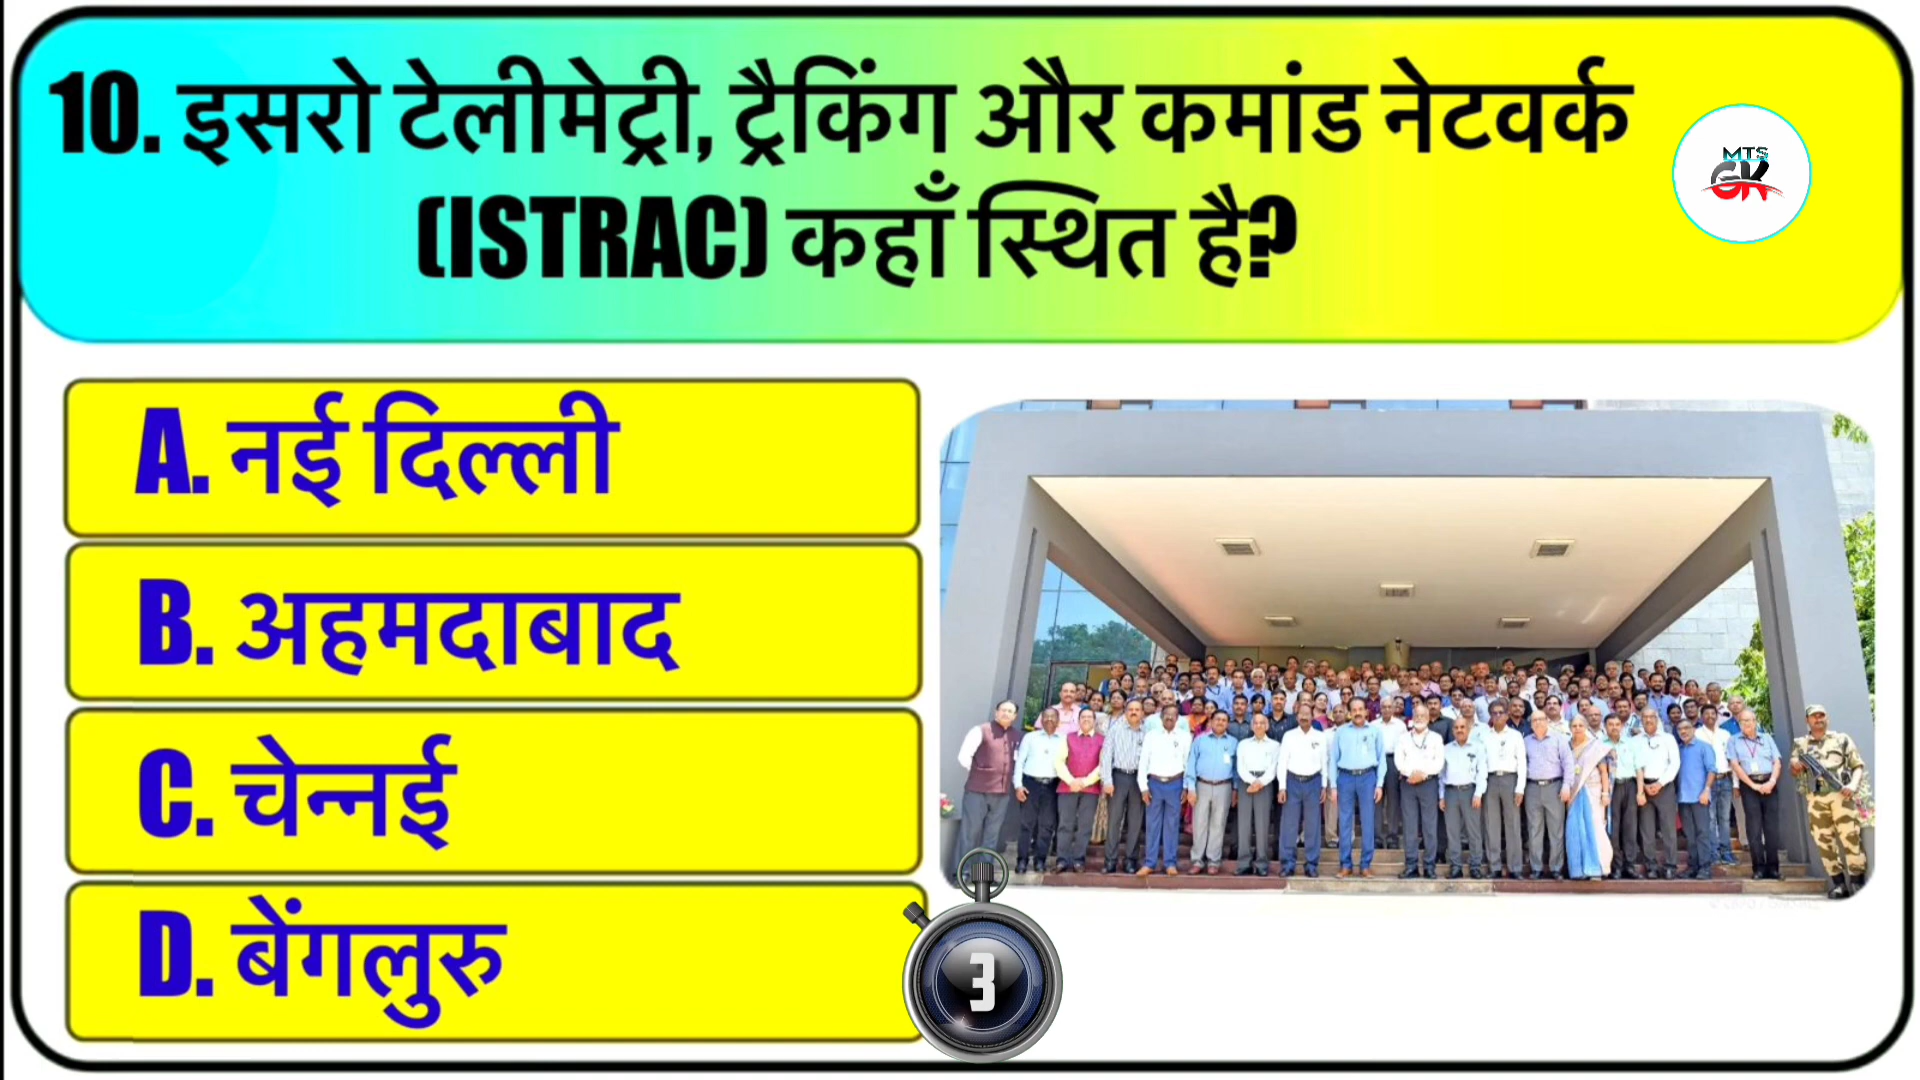 10. इसरो टेलीमेट्री, ट्रैकिंग और कमांड नेटवर्क
(ISTRAC) कहाँ स्थित है?
MTS
GK
A. नई दिल्ली
B. अहमदाबाद
C. चेन्नई
D. बेंगलुरु
3